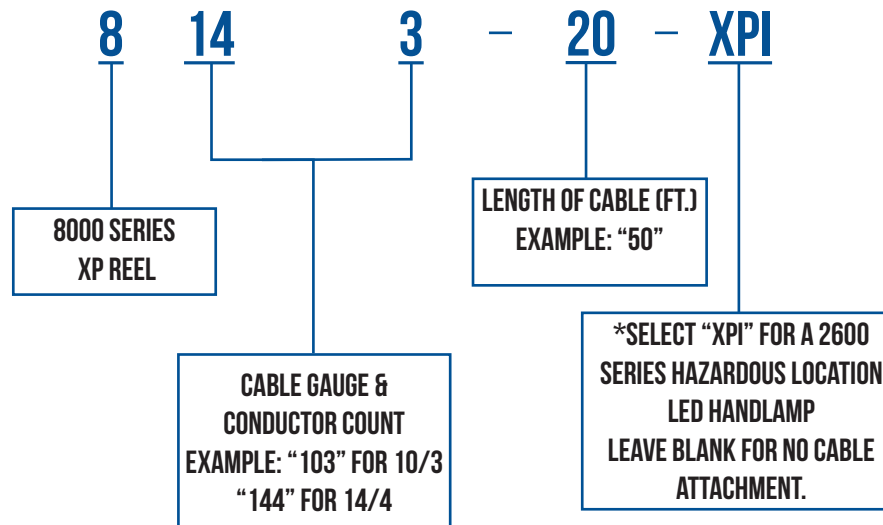 8 14 3 – 20 – XPI
8000 SERIES
XP REEL
CABLE GAUGE &
CONDUCTOR COUNT
EXAMPLE: “103” FOR 10/3
“144” FOR 14/4
LENGTH OF CABLE (FT.)
EXAMPLE: “50”
*SELECT “XPI” FOR A 2600
SERIES HAZARDOUS LOCATION
LED HANDLAMP
LEAVE BLANK FOR NO CABLE
ATTACHMENT.